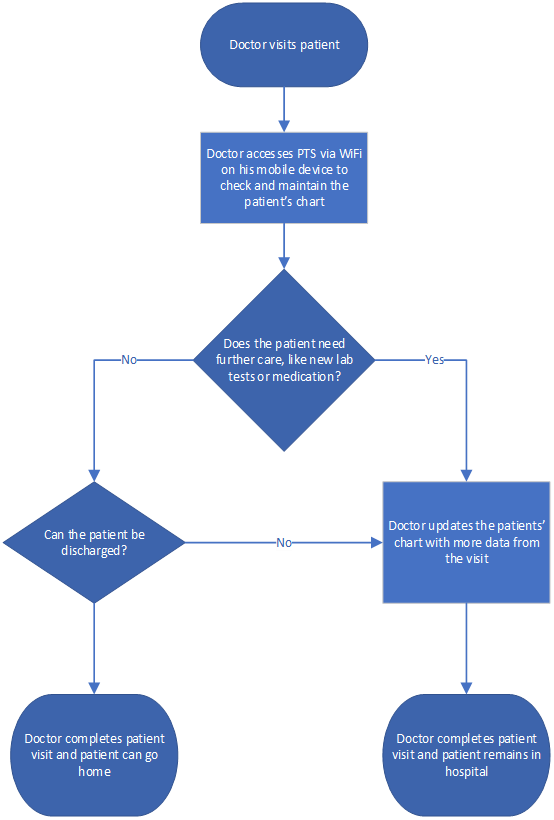 Doctor visits patient
Doctor accesses PTS via WiFi
on his mobile device to
check and maintain the
patient's chart
Does the patient need
further care, like new lab
tests or medication?
No
Yes
Can the patient be
discharged?
No
Doctor updates the patients'
chart with more data from
the visit
Doctor completes patient
visit and patient can go
home
Doctor completes patient
visit and patient remains in
hospital